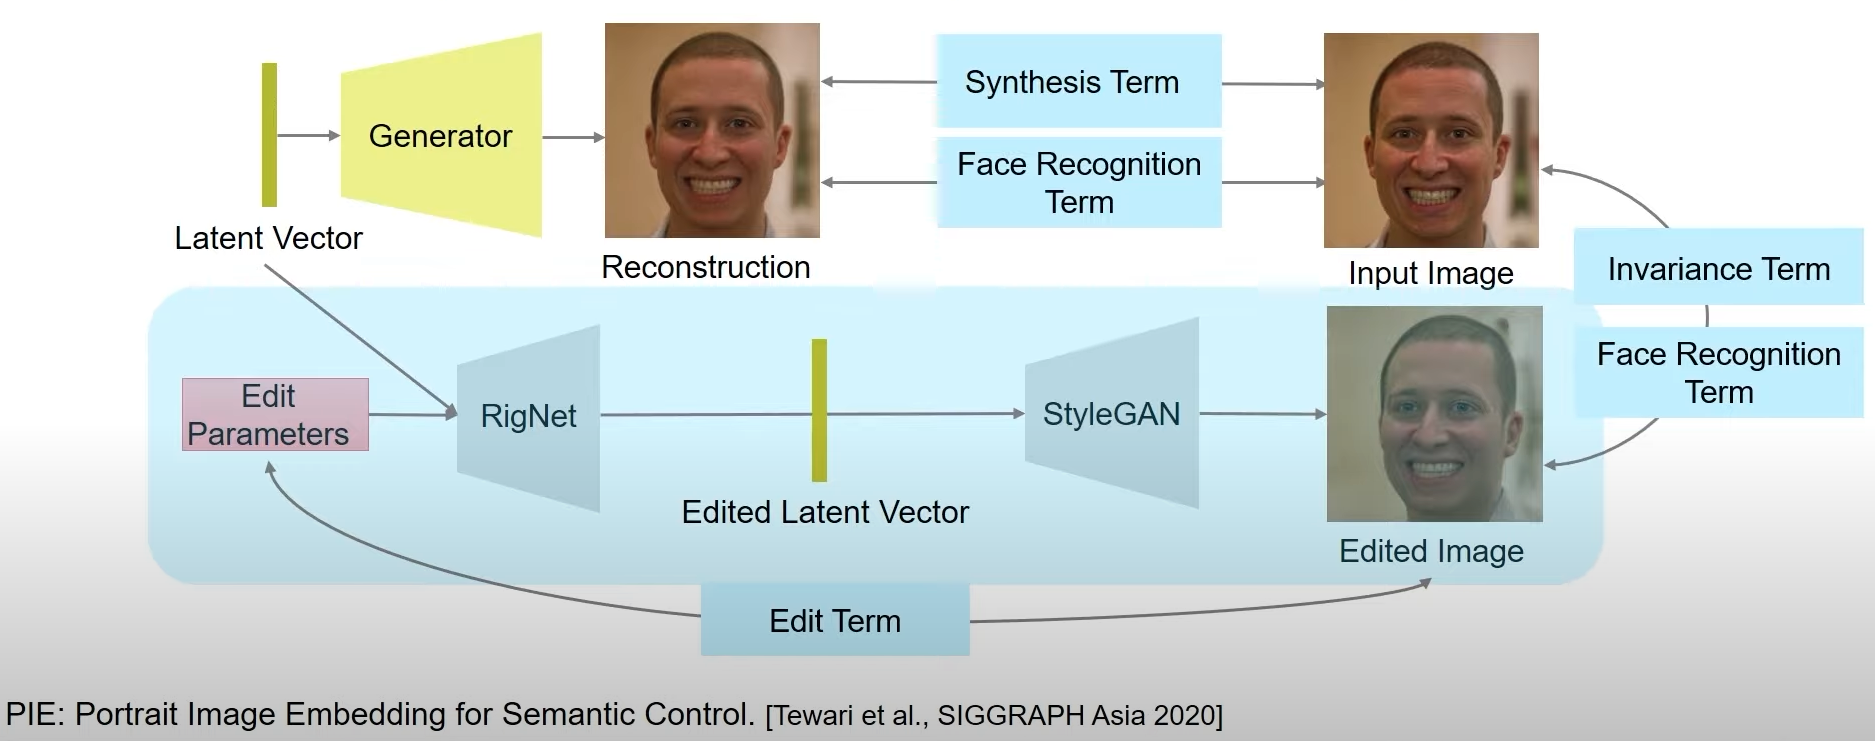 Synthesis Term
Generator
Face Recognition
Term
Latent Vector
Reconstruction
Input Image
Invariance Term
Edit
Parameters
RigNet
StyleGAN
Face Recognition
Term
Edited Latent Vector
Edited Image
Edit Term
PIE: Portrait Image Embedding for Semantic Control. [Tewari et al., SIGGRAPH Asia 2020]